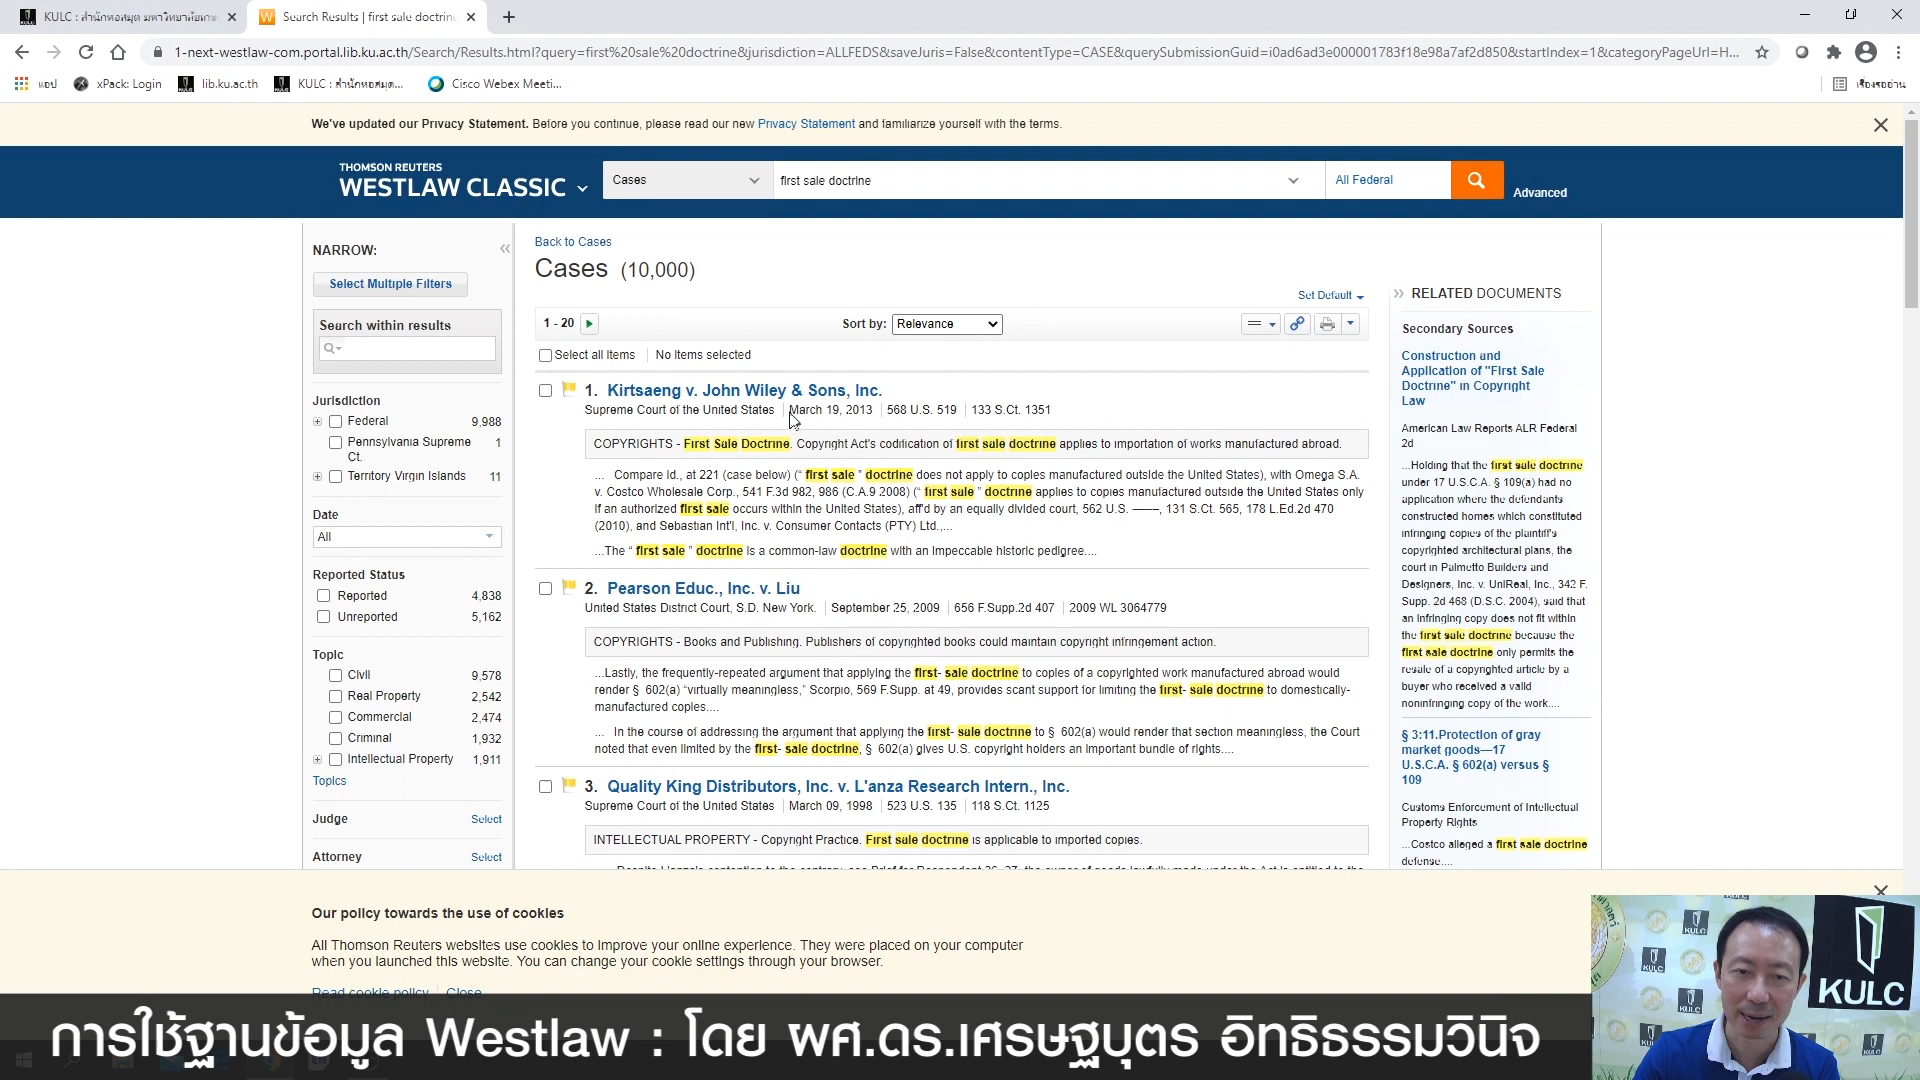 KULC : สำนักหอสมุด มหาวิทยาลัยเกษ
Search Results | first sale doctrine
1-next-westlaw-com.portal.lib.ku.ac.th/Search/Results.html?query=first%20sale%20doctrine&jurisdiction=ALLFEDS&saveJuris=False&contentType=CASE&querySubmissionGuid=i0ad6ad3e000001783f18e98a7af2d850&startIndex=1&categoryPageUrl=H...
แอป
xPack: Login
lib.ku.ac.th
KULC : สำนักหอสมุด...
Cisco Webex Meeti...
เรื่องรออ่าน
We've updated our Privacy Statement. Before you continue, please read our new Privacy Statement and familiarize yourself with the terms.
THOMSON REUTERS
WESTLAW CLASSIC
Cases
first sale doctrine
All Federal
Advanced
NARROW:
Select Multiple Filters
Search within results
Jurisdiction
Federal 9,988
Pennsylvania Supreme 1
Ct.
Territory Virgin Islands 11
Date
All
Reported Status
Reported 4,838
Unreported 5,162
Topic
Civil 9,578
Real Property 2,542
Commercial 2,474
Criminal 1,932
Intellectual Property 1,911
Topics
Judge Select
Attorney Select
Back to Cases
Cases (10,000)
Set Default
1 - 20
Sort by: Relevance
Select all items | No items selected
1. Kirtsaeng v. John Wiley & Sons, Inc.
Supreme Court of the United States | March 19, 2013 | 568 U.S. 519 | 133 S.Ct. 1351
COPYRIGHTS - First Sale Doctrine. Copyright Act's codification of first sale doctrine applies to importation of works manufactured abroad.
... Compare Id., at 221 (case below) (“ first sale ” doctrine does not apply to copies manufactured outside the United States), with Omega S.A.
v. Costco Wholesale Corp., 541 F.3d 982, 986 (C.A.9 2008) (“ first sale ” doctrine applies to copies manufactured outside the United States only
if an authorized first sale occurs within the United States), aff'd by an equally divided court, 562 U.S. ––––, 131 S.Ct. 565, 178 L.Ed.2d 470
(2010), and Sebastian Int'l, Inc. v. Consumer Contacts (PTY) Ltd.,...
...The “ first sale ” doctrine is a common-law doctrine with an impeccable historic pedigree....
2. Pearson Educ., Inc. v. Liu
United States District Court, S.D. New York. | September 25, 2009 | 656 F.Supp.2d 407 | 2009 WL 3064779
COPYRIGHTS - Books and Publishing. Publishers of copyrighted books could maintain copyright infringement action.
...Lastly, the frequently-repeated argument that applying the first- sale doctrine to copies of a copyrighted work manufactured abroad would
render § 602(a) “virtually meaningless,” Scorpio, 569 F.Supp. at 49, provides scant support for limiting the first- sale doctrine to domestically-
manufactured copies....
... In the course of addressing the argument that applying the first- sale doctrine to § 602(a) would render that section meaningless, the Court
noted that even limited by the first- sale doctrine, § 602(a) gives U.S. copyright holders an important bundle of rights....
3. Quality King Distributors, Inc. v. L'anza Research Intern., Inc.
Supreme Court of the United States | March 09, 1998 | 523 U.S. 135 | 118 S.Ct. 1125
INTELLECTUAL PROPERTY - Copyright Practice. First sale doctrine is applicable to imported copies.
RELATED DOCUMENTS
Secondary Sources
Construction and
Application of "First Sale
Doctrine" in Copyright
Law
American Law Reports ALR Federal
2d
...Holding that the first sale doctrine
under 17 U.S.C.A. § 109(a) had no
application where the defendants
constructed homes which constituted
infringing copies of the plaintiff's
copyrighted architectural plans, the
court in Palmetto Builders and
Designers, Inc. v. UniReal, Inc., 342 F.
Supp. 2d 468 (D.S.C. 2004), said that
an infringing copy does not fit within
the first sale doctrine because the
first sale doctrine only permits the
resale of a copyrighted article by a
buyer who received a valid
noninfringing copy of the work....
§ 3:11.Protection of gray
market goods—17
U.S.C.A. § 602(a) versus §
109
Customs Enforcement of Intellectual
Property Rights
...Costco alleged a first sale doctrine
defense....
Our policy towards the use of cookies
All Thomson Reuters websites use cookies to improve your online experience. They were placed on your computer
when you launched this website. You can change your cookie settings through your browser.
Read cookie policy | Close
การใช้ฐานข้อมูล Westlaw : โดย ผศ.ดร.เศรษฐบุตร อิทธิธรรมวินิจ
KULC
KULC
KULC
KULC